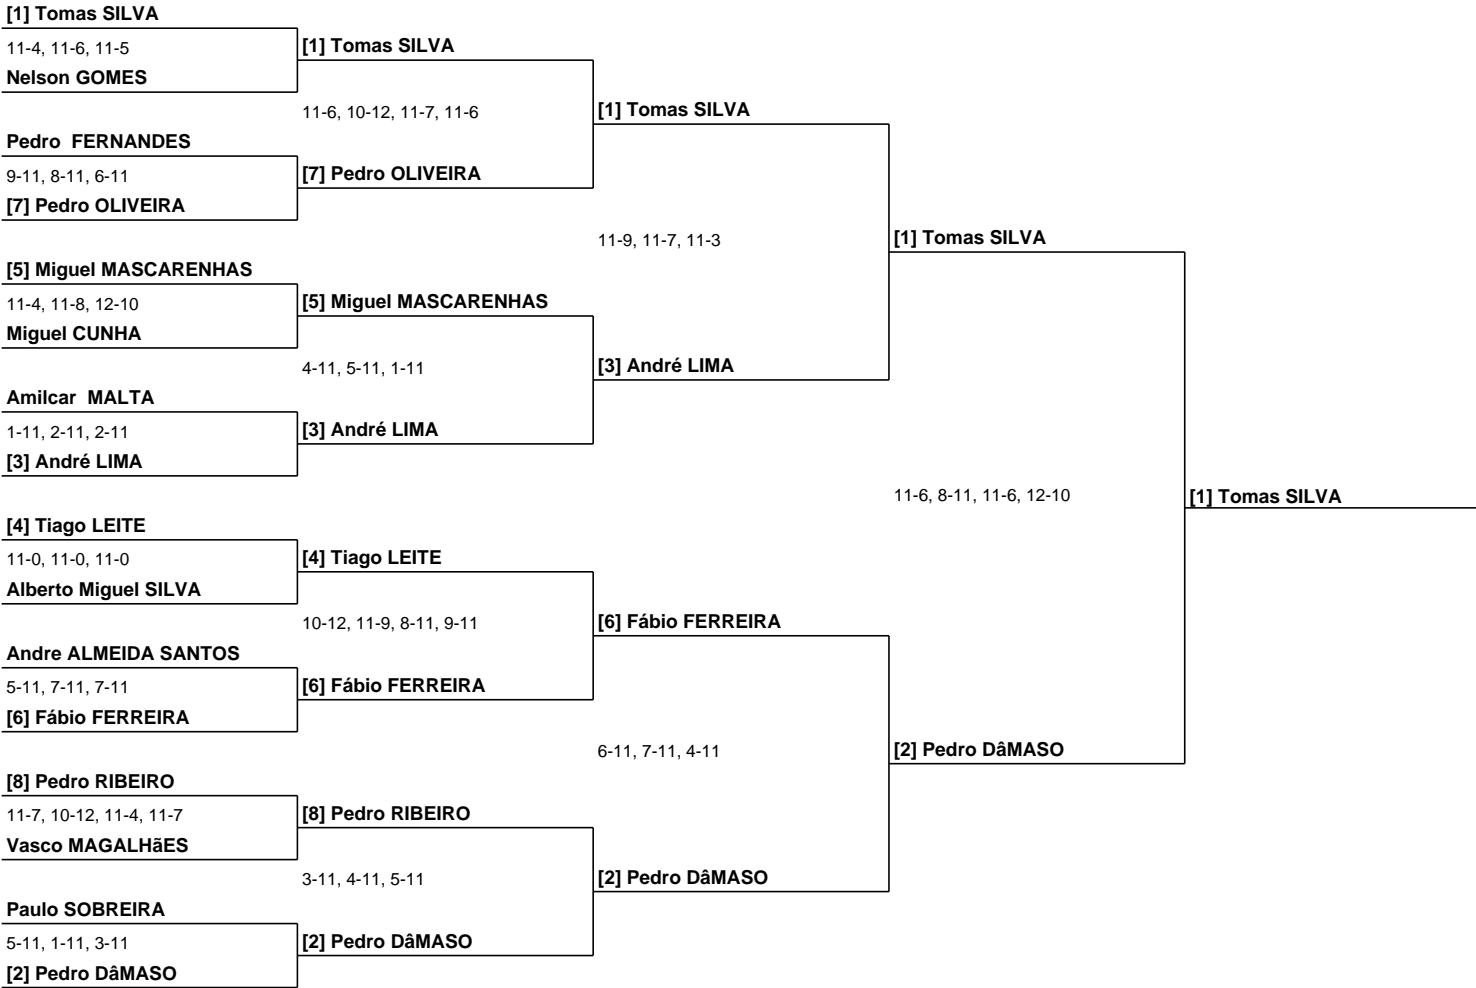 [1] Tomas SILVA
11-4, 11-6, 11-5
Nelson GOMES
Pedro  FERNANDES
9-11, 8-11, 6-11
[7] Pedro OLIVEIRA
[5] Miguel MASCARENHAS
11-4, 11-8, 12-10
Miguel CUNHA
Amilcar  MALTA
1-11, 2-11, 2-11
[3] André LIMA
[4] Tiago LEITE
11-0, 11-0, 11-0
Alberto Miguel SILVA
Andre ALMEIDA SANTOS
5-11, 7-11, 7-11
[6] Fábio FERREIRA
[8] Pedro RIBEIRO
11-7, 10-12, 11-4, 11-7
Vasco MAGALHãES
Paulo SOBREIRA
5-11, 1-11, 3-11
[2] Pedro DâMASO
[1] Tomas SILVA
11-6, 10-12, 11-7, 11-6
[7] Pedro OLIVEIRA
[5] Miguel MASCARENHAS
4-11, 5-11, 1-11
[3] André LIMA
[4] Tiago LEITE
10-12, 11-9, 8-11, 9-11
[6] Fábio FERREIRA
[8] Pedro RIBEIRO
3-11, 4-11, 5-11
[2] Pedro DâMASO
[1] Tomas SILVA
11-9, 11-7, 11-3
[3] André LIMA
[6] Fábio FERREIRA
6-11, 7-11, 4-11
[2] Pedro DâMASO
[1] Tomas SILVA
11-6, 8-11, 11-6, 12-10
[2] Pedro DâMASO
[1] Tomas SILVA